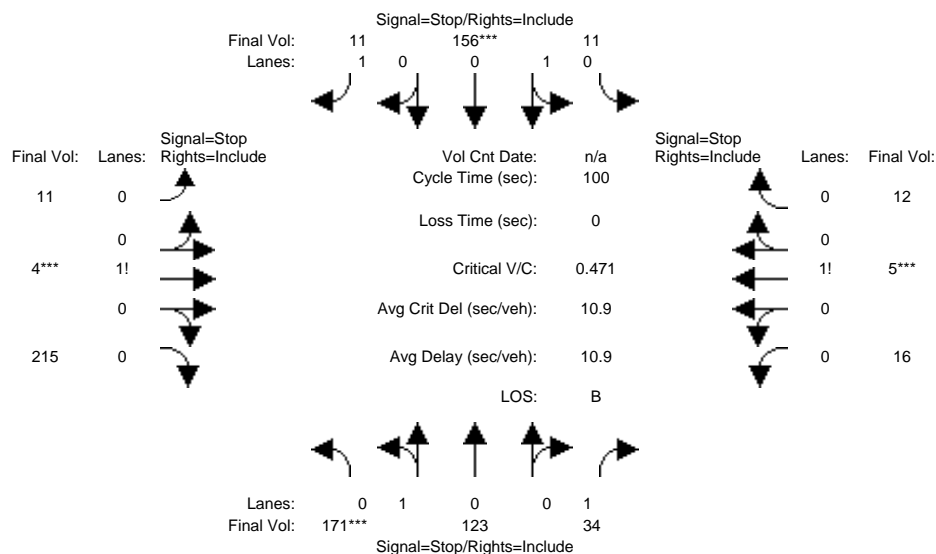 Signal=Stop/Rights=Include
Final Vol: 11 156*** 11
Lanes: 1 0 0 1 0
Signal=Stop
Final Vol: Lanes: Rights=Include
Vol Cnt Date: n/a
Signal=Stop
Rights=Include Lanes: Final Vol:
Cycle Time (sec): 100
11 0
0 12
Loss Time (sec): 0
0
0
4*** 1!
Critical V/C: 0.471
1! 5***
0
Avg Crit Del (sec/veh): 10.9
0
215 0
Avg Delay (sec/veh): 10.9
0 16
LOS: B
Lanes: 0 1 0 0 1
Final Vol: 171*** 123 34
Signal=Stop/Rights=Include